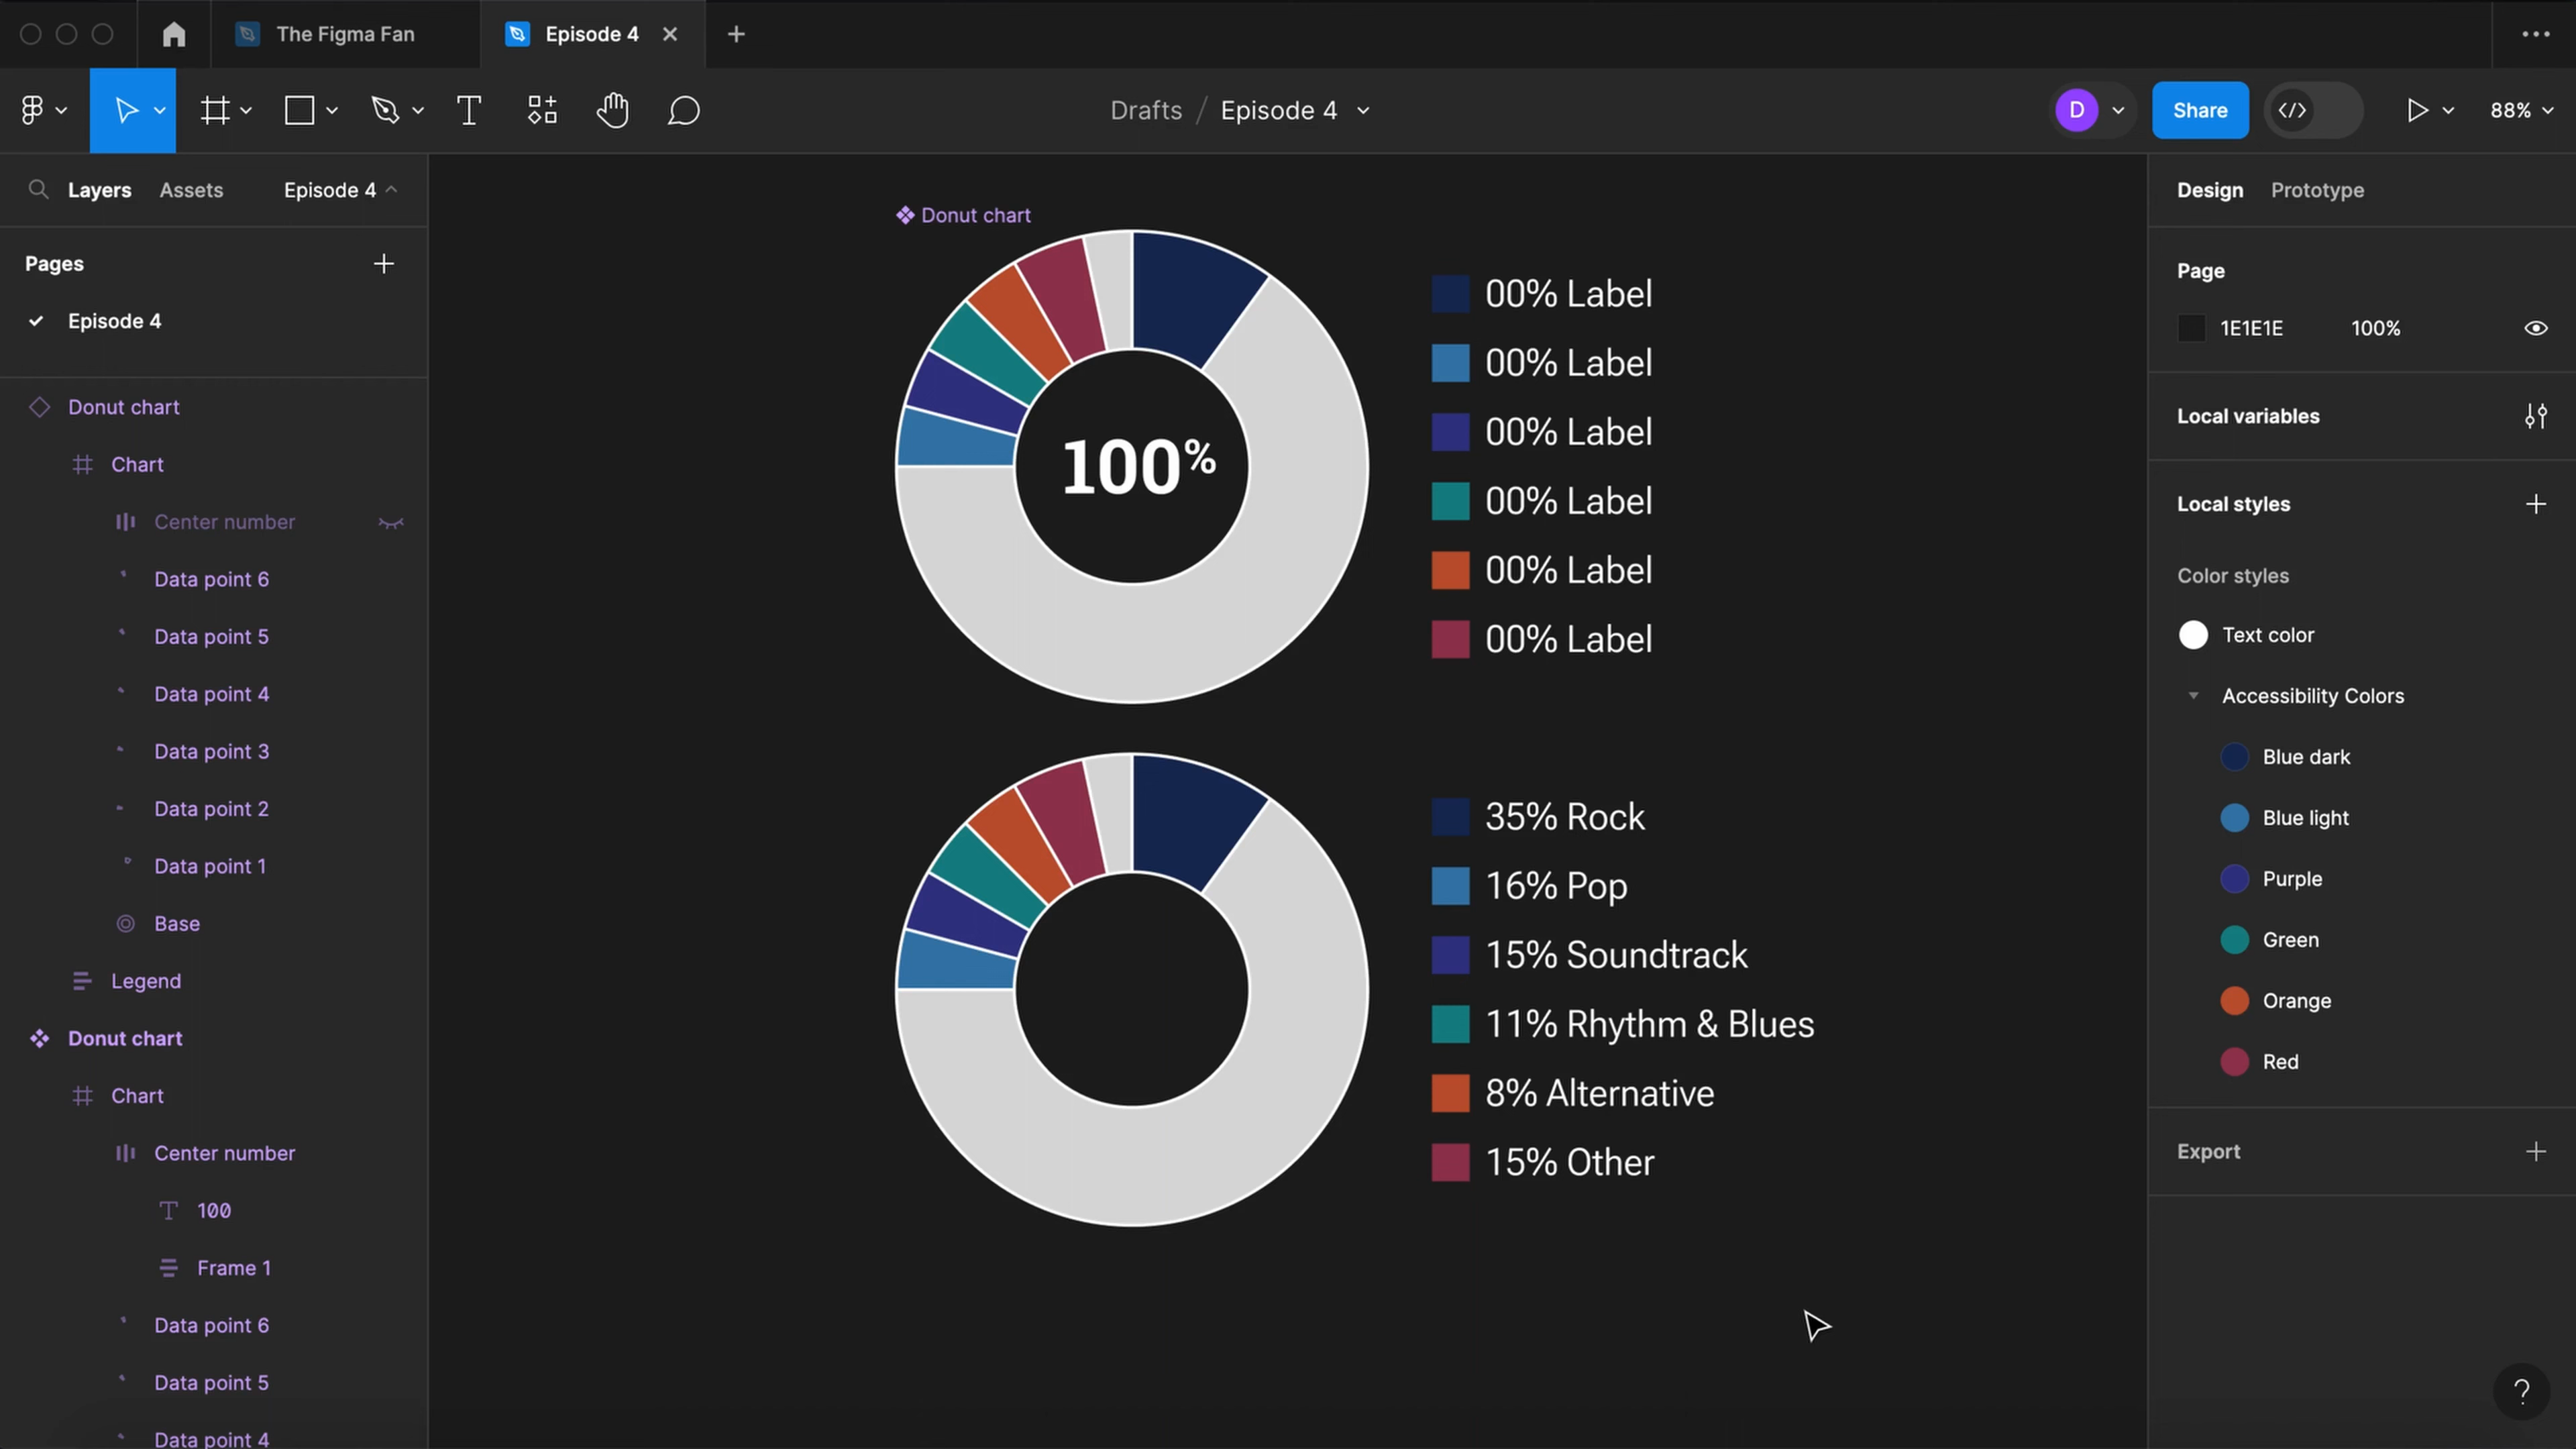 The Figma Fan
Episode 4
Drafts / Episode 4
D
Share
88%
Layers
Assets
Episode 4
Pages
Episode 4
Donut chart
Chart
Center number
Data point 6
Data point 5
Data point 4
Data point 3
Data point 2
Data point 1
Base
Legend
Donut chart
Chart
Center number
100
Frame 1
Data point 6
Data point 5
Data point 4
Donut chart
100%
00% Label
00% Label
00% Label
00% Label
00% Label
00% Label
35% Rock
16% Pop
15% Soundtrack
11% Rhythm & Blues
8% Alternative
15% Other
Design
Prototype
Page
1E1E1E 100%
Local variables
Local styles
Color styles
Text color
Accessibility Colors
Blue dark
Blue light
Purple
Green
Orange
Red
Export
?